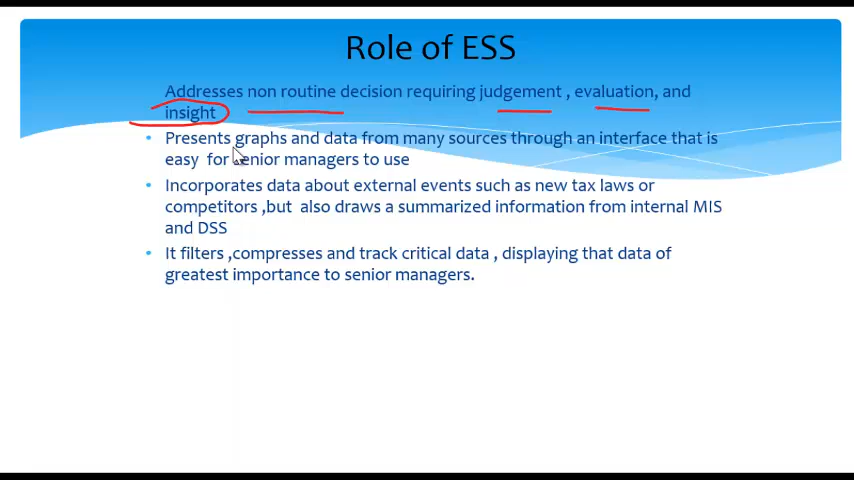 Role of ESS
Addresses non routine decision requiring judgement , evaluation, and
insight
• Presents graphs and data from many sources through an interface that is
easy for senior managers to use
• Incorporates data about external events such as new tax laws or
competitors ,but also draws a summarized information from internal MIS
and DSS
• It filters ,compresses and track critical data , displaying that data of
greatest importance to senior managers.